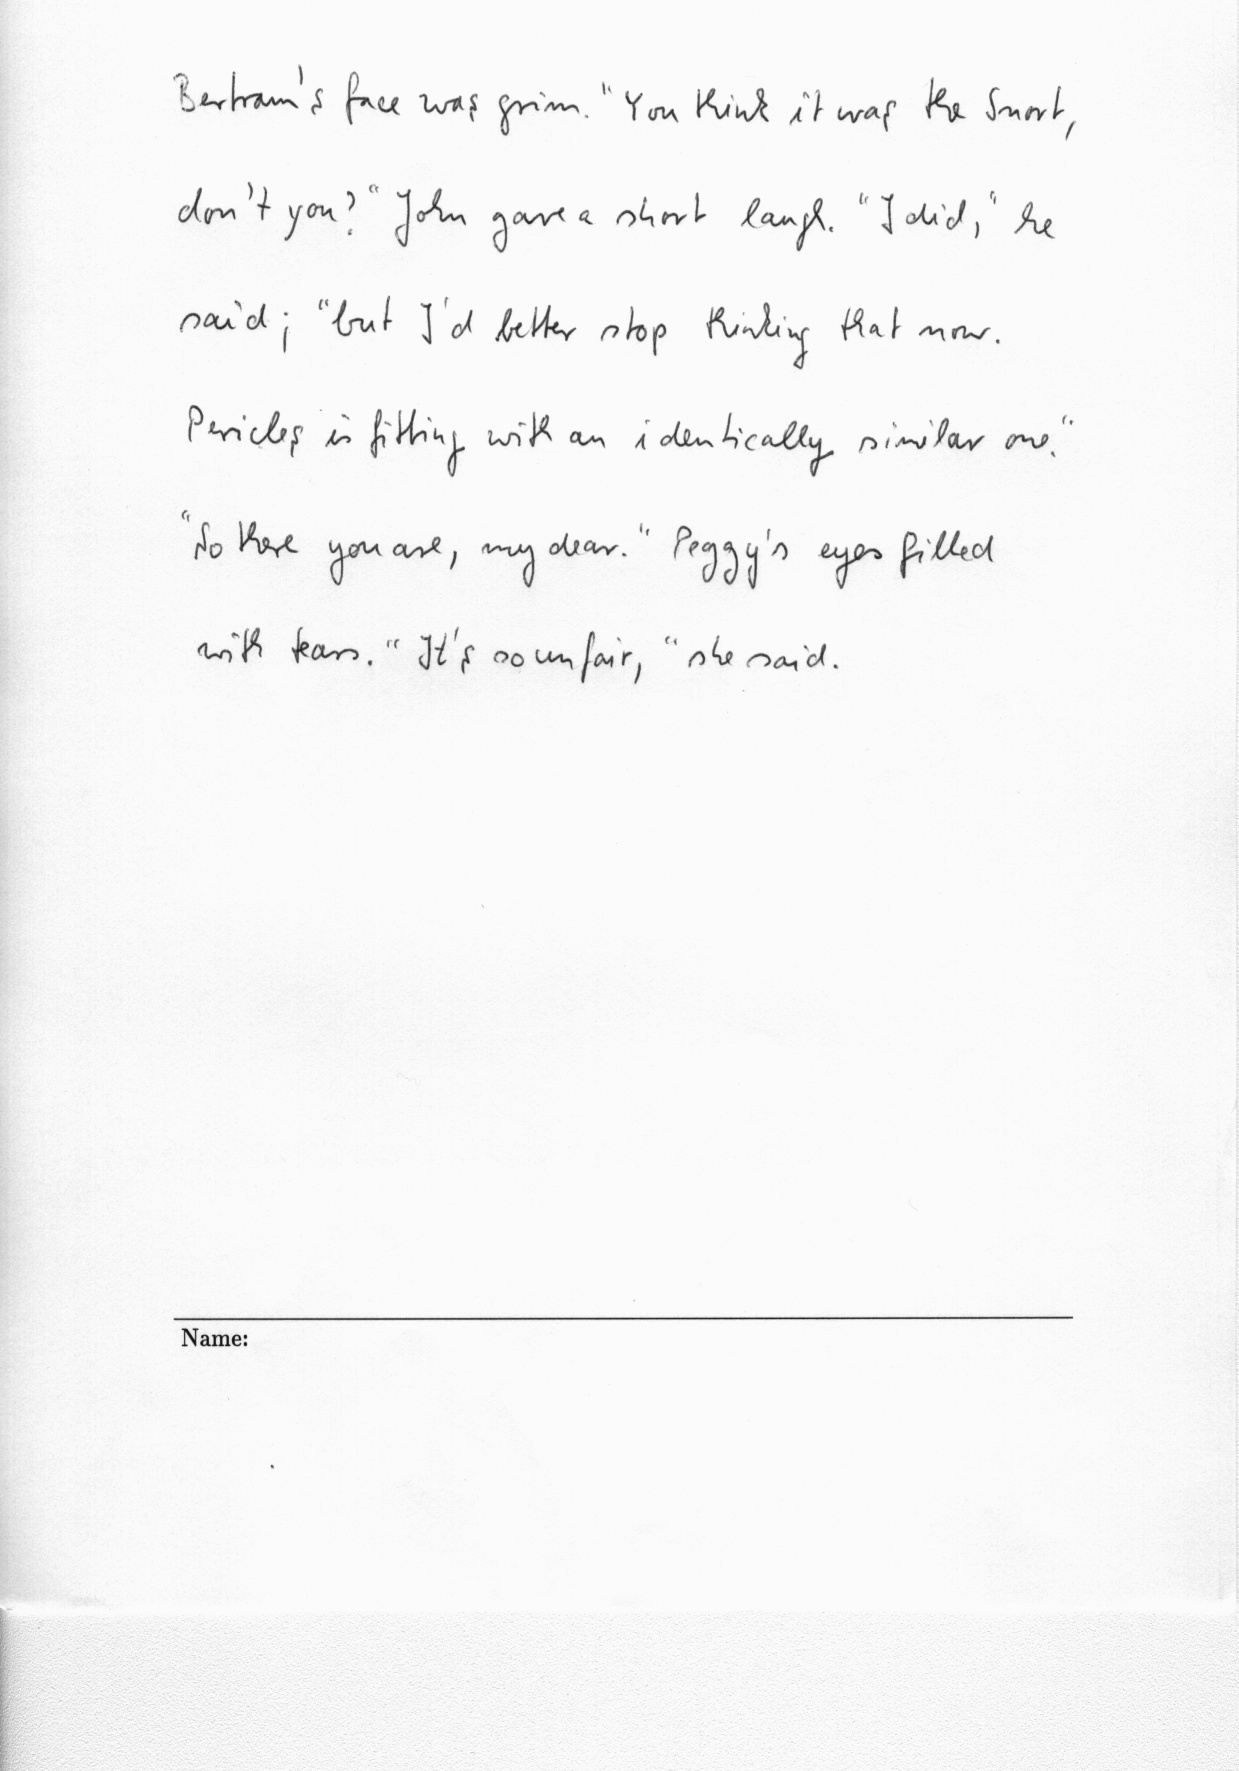 Bertram's face was grim. "You think it was the Snort,
don't you?" John gave a short laugh. "I did," he
said; "but I'd better stop thinking that now.
Pericles is fitting with an identically similar one."
"So there you are, my dear." Peggy's eyes filled
with tears. "It's so unfair," she said.
Name: